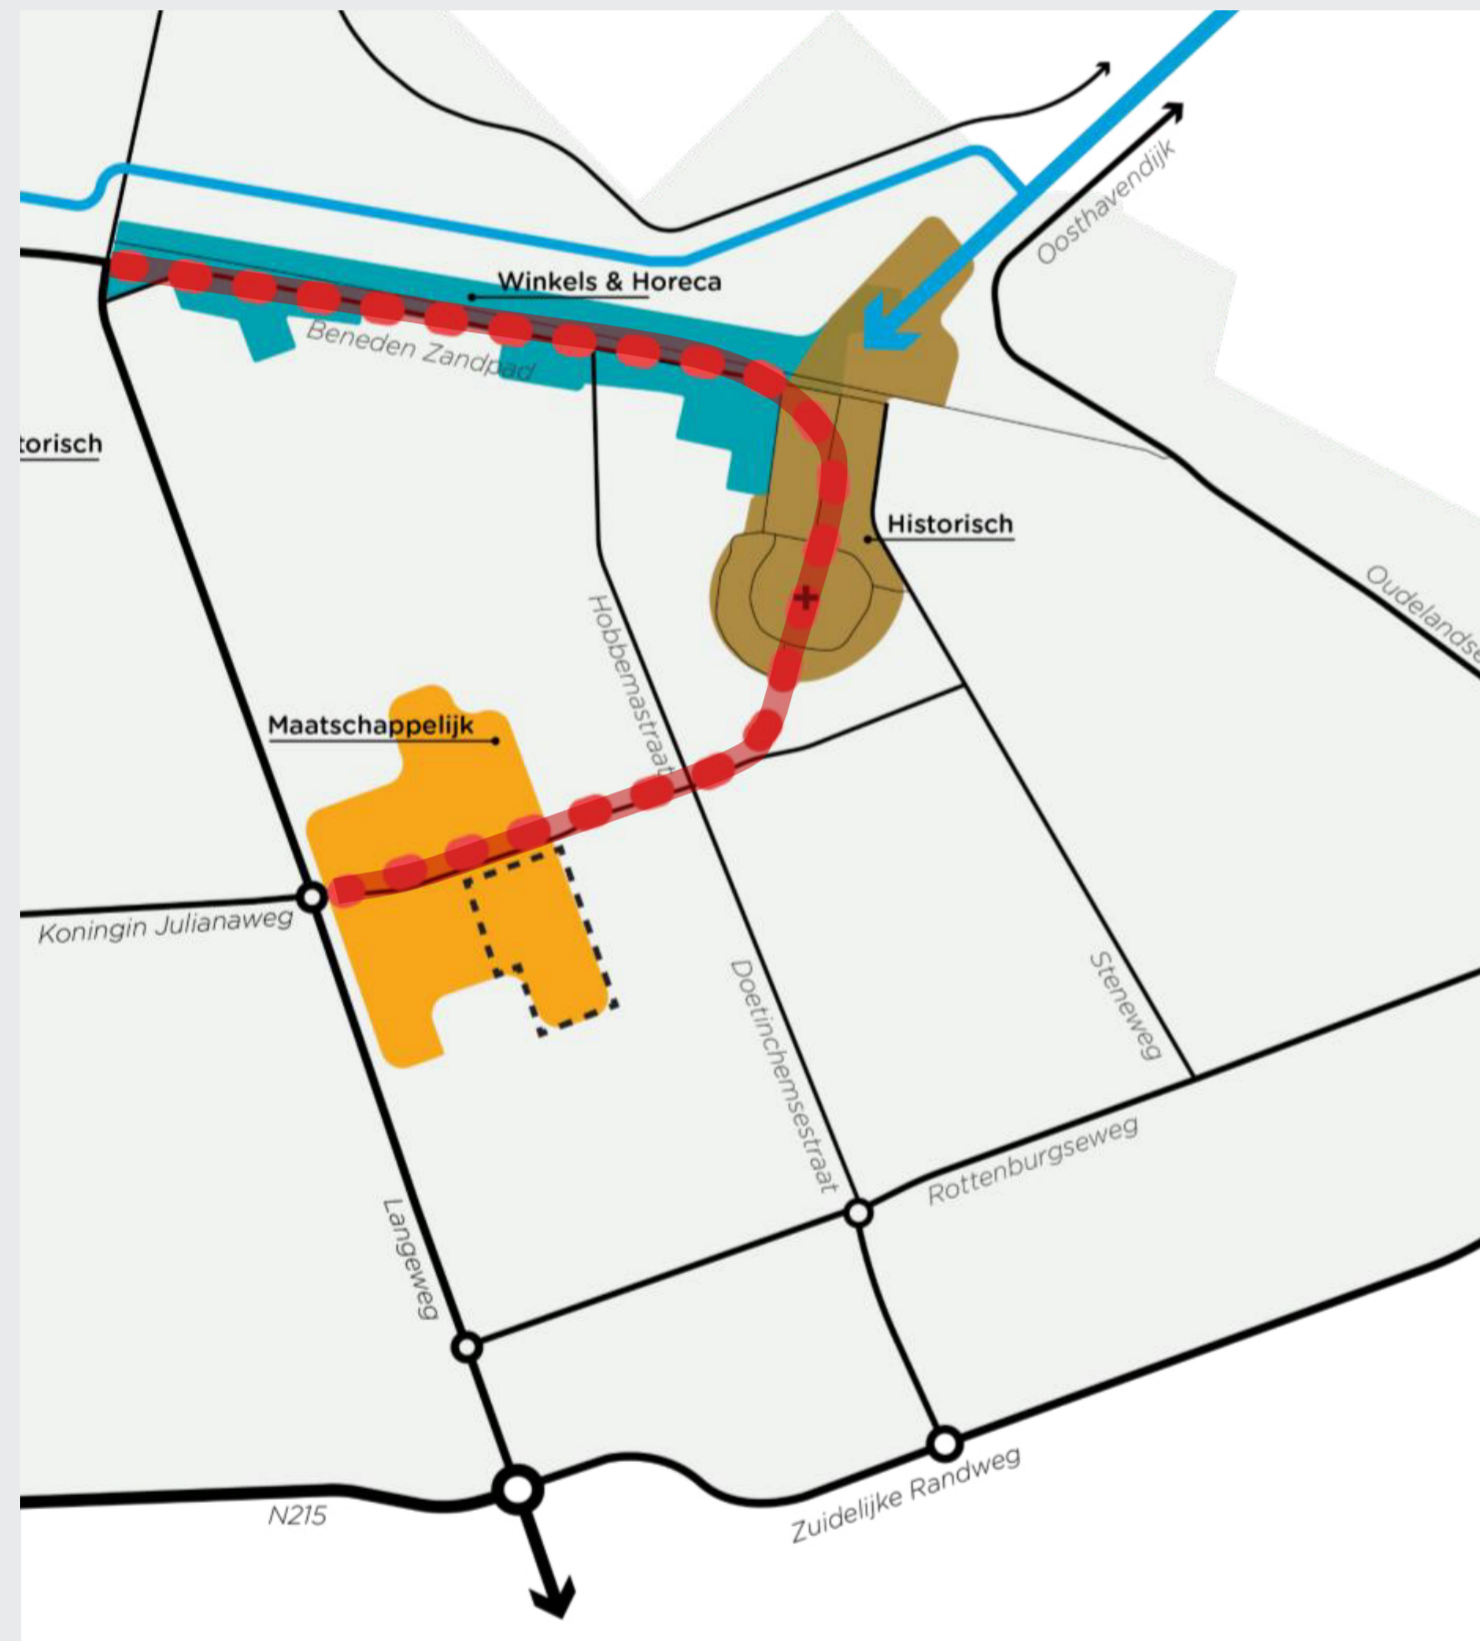 Oosthavendijk
Winkels & Horeca
Beneden Zandpad
torisch
Historisch
Oudelandse
Hobbemastraat
Maatschappelijk
Koningin Julianaweg
Doetinchemsestraat
Steneweg
Rottenburgseweg
Langeweg
Zuidelijke Randweg
N215